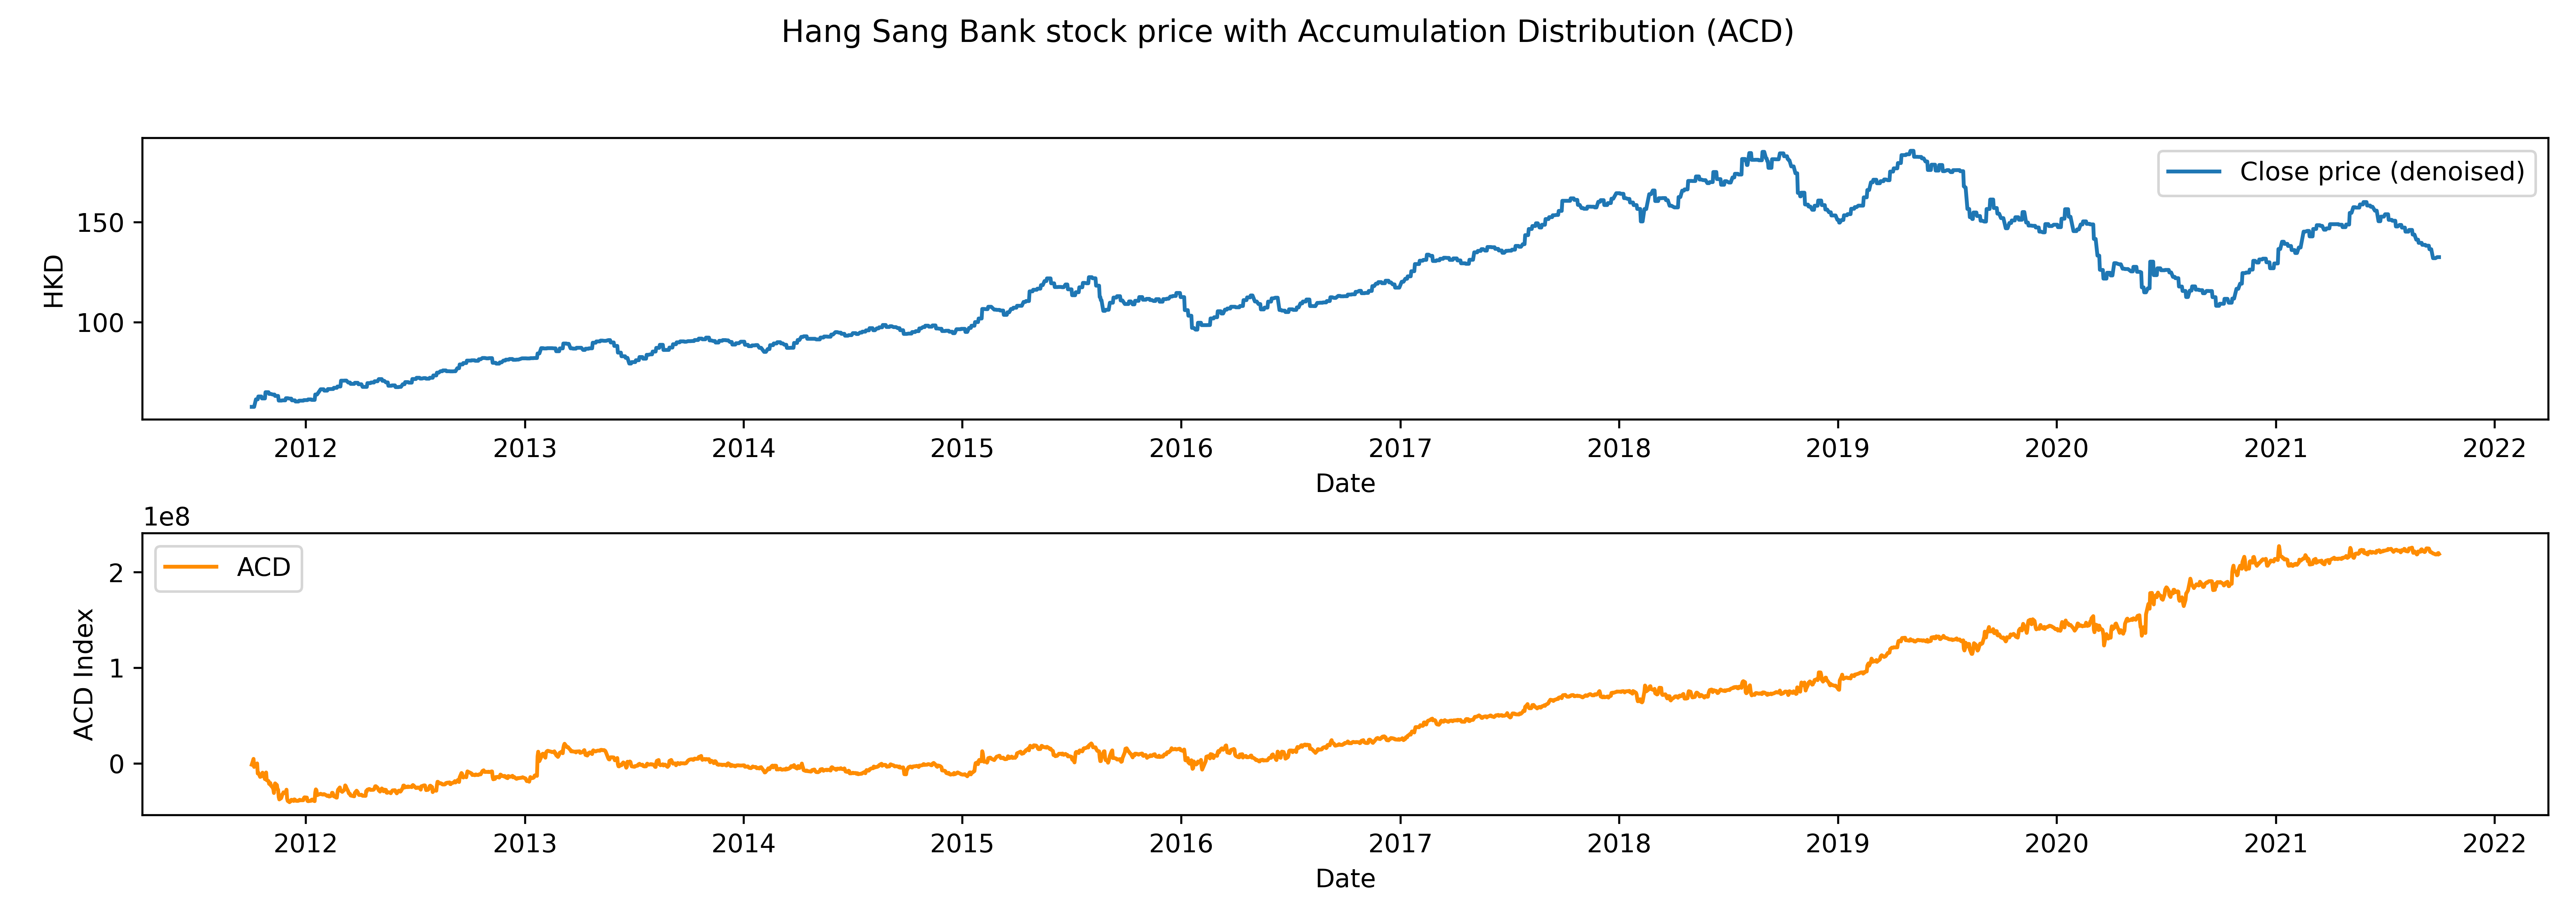 Hang Sang Bank stock price with Accumulation Distribution (ACD)
Close price (denoised)
150
100
HKD
2012 2013 2014 2015 2016 2017 2018 2019 2020 2021 2022
Date
1e8
ACD
2
1
0
ACD Index
2012 2013 2014 2015 2016 2017 2018 2019 2020 2021 2022
Date